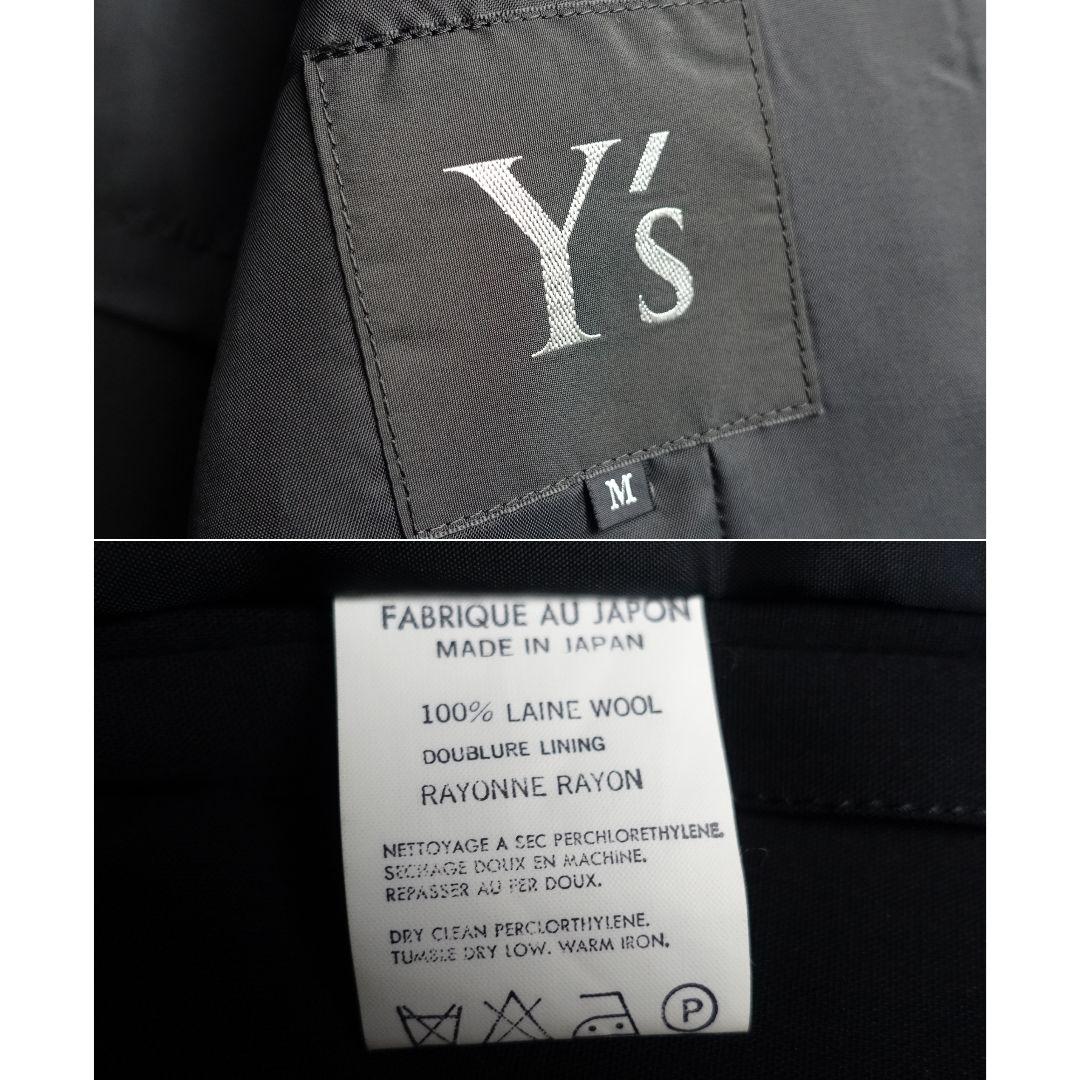 Y's
M
FABRIQUE AU JAPON
MADE IN JAPAN
100% LAINE WOOL
DOUBLURE LINING
RAYONNE RAYON
NETTOYAGE A SEC PERCHLORETHYLENE.
SECHAGE DOUX EN MACHINE.
REPASSER AU FER DOUX.
DRY CLEAN PERCLORTHYLENE.
TUMBLE DRY LOW. WARM IRON.
P